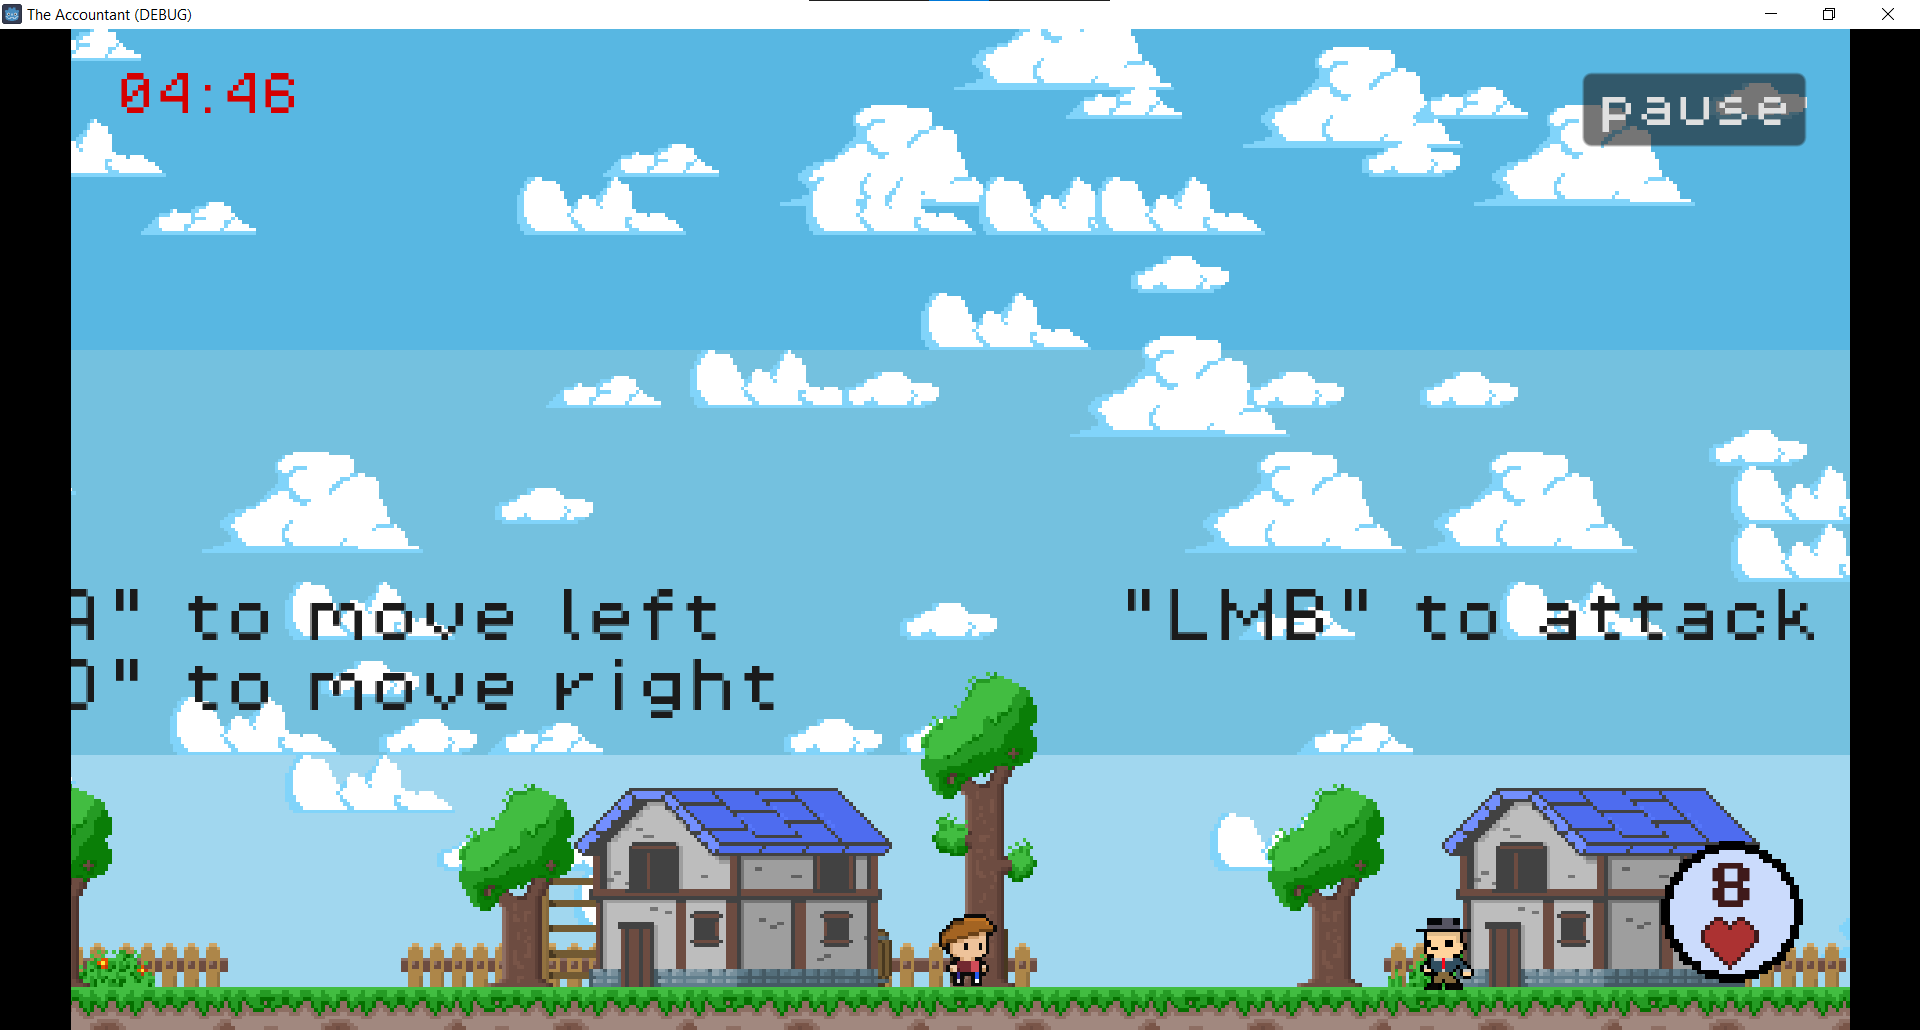 The Accountant (DEBUG)
04:46
pause
A" to move left
D" to move right
"LMB" to attack
8